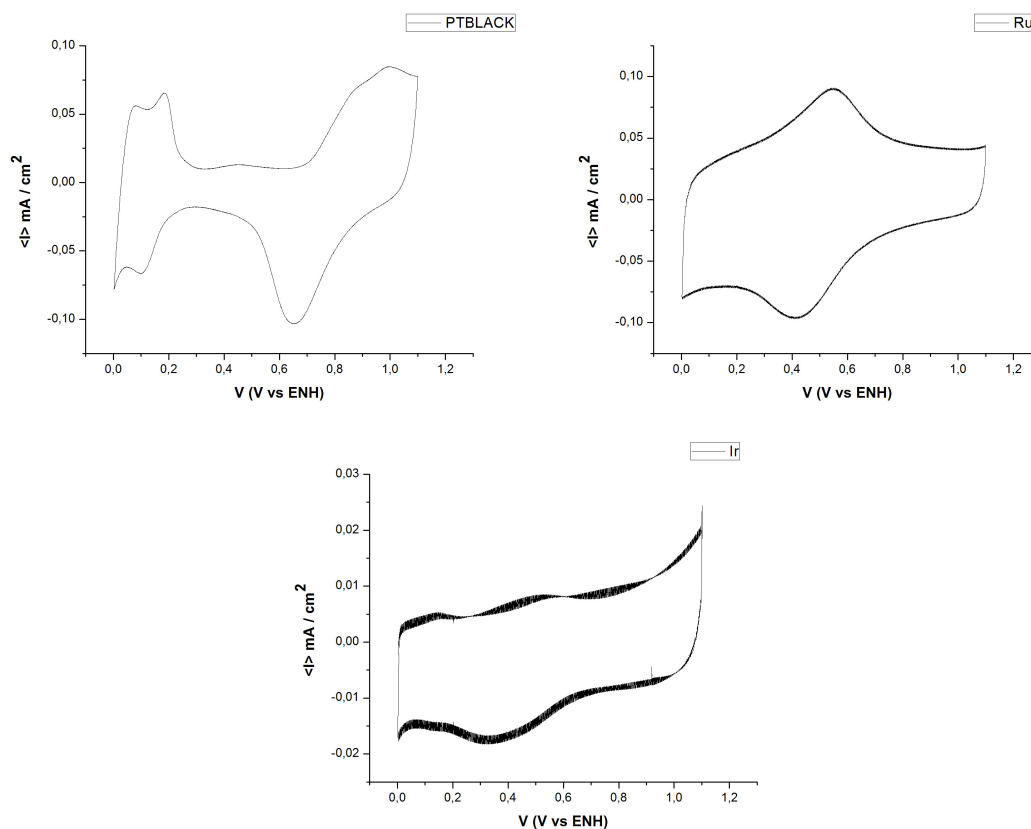 PTBLACK
0,10
0,05
0,00
-0,05
-0,10
<I> mA / cm2
0,0 0,2 0,4 0,6 0,8 1,0 1,2
V (V vs ENH)
Ru
0,10
0,05
0,00
-0,05
-0,10
<I> mA / cm2
0,0 0,2 0,4 0,6 0,8 1,0 1,2
V (V vs ENH)
Ir
0,03
0,02
0,01
0,00
-0,01
-0,02
<I> mA / cm2
0,0 0,2 0,4 0,6 0,8 1,0 1,2
V (V vs ENH)